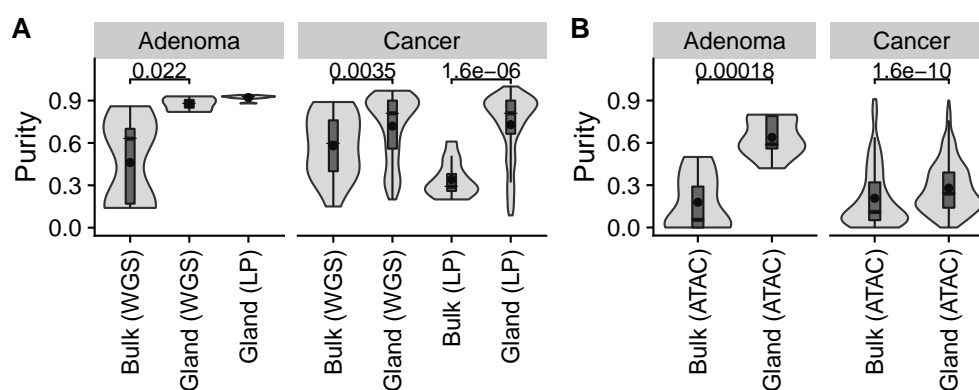 A
Adenoma
Cancer
0.022
0.0035
1.6e−06
Purity
0.9
0.6
0.3
0.0
Bulk (WGS)
Gland (WGS)
Gland (LP)
Bulk (WGS)
Gland (WGS)
Bulk (LP)
Gland (LP)
B
Adenoma
Cancer
0.00018
1.6e−10
Purity
0.9
0.6
0.3
0.0
Bulk (ATAC)
Gland (ATAC)
Bulk (ATAC)
Gland (ATAC)